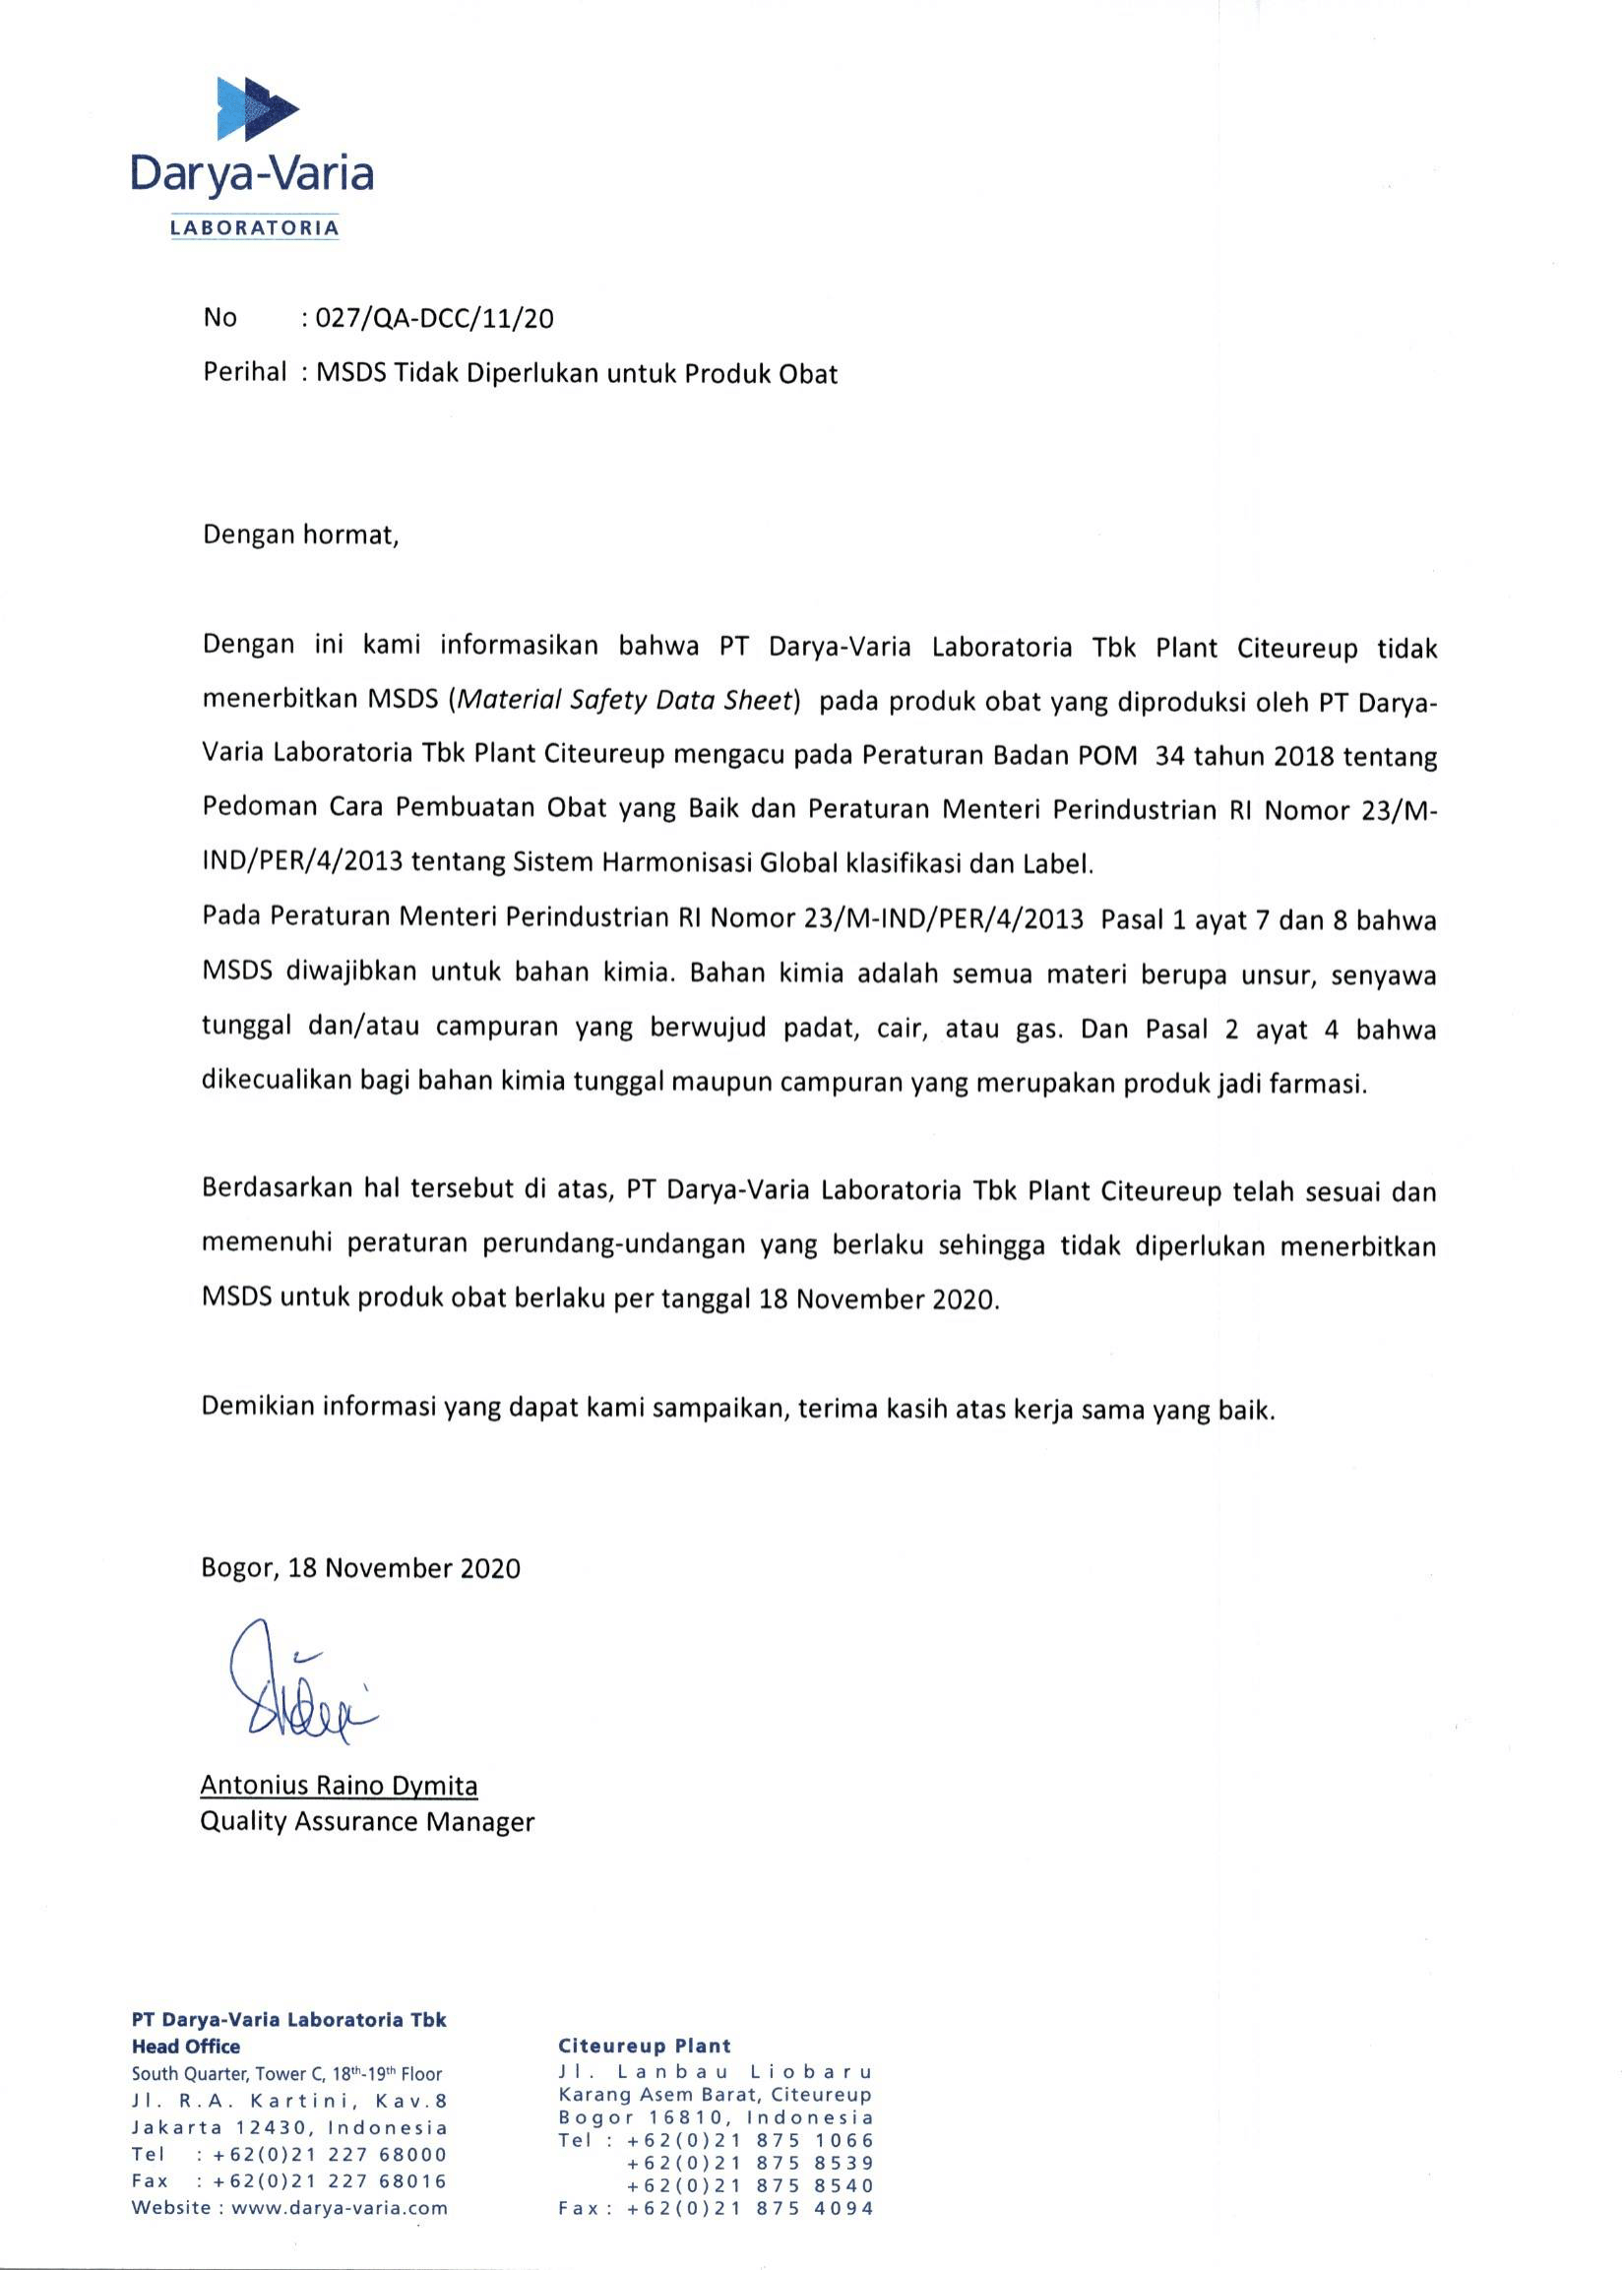 Darya-Varia
LABORATORIA
No : 027/QA-DCC/11/20
Perihal : MSDS Tidak Diperlukan untuk Produk Obat
Dengan hormat,
Dengan ini kami informasikan bahwa PT Darya-Varia Laboratoria Tbk Plant Citeureup tidak
menerbitkan MSDS (Material Safety Data Sheet) pada produk obat yang diproduksi oleh PT Darya-
Varia Laboratoria Tbk Plant Citeureup mengacu pada Peraturan Badan POM 34 tahun 2018 tentang
Pedoman Cara Pembuatan Obat yang Baik dan Peraturan Menteri Perindustrian RI Nomor 23/M-
IND/PER/4/2013 tentang Sistem Harmonisasi Global klasifikasi dan Label.
Pada Peraturan Menteri Perindustrian RI Nomor 23/M-IND/PER/4/2013 Pasal 1 ayat 7 dan 8 bahwa
MSDS diwajibkan untuk bahan kimia. Bahan kimia adalah semua materi berupa unsur, senyawa
tunggal dan/atau campuran yang berwujud padat, cair, atau gas. Dan Pasal 2 ayat 4 bahwa
dikecualikan bagi bahan kimia tunggal maupun campuran yang merupakan produk jadi farmasi.
Berdasarkan hal tersebut di atas, PT Darya-Varia Laboratoria Tbk Plant Citeureup telah sesuai dan
memenuhi peraturan perundang-undangan yang berlaku sehingga tidak diperlukan menerbitkan
MSDS untuk produk obat berlaku per tanggal 18 November 2020.
Demikian informasi yang dapat kami sampaikan, terima kasih atas kerja sama yang baik.
Bogor, 18 November 2020
Antonius Raino Dymita
Quality Assurance Manager
PT Darya-Varia Laboratoria Tbk
Head Office
South Quarter, Tower C, 18th-19th Floor
Jl. R.A. Kartini, Kav.8
Jakarta 12430, Indonesia
Tel : +62(0)21 227 68000
Fax : +62(0)21 227 68016
Website : www.darya-varia.com
Citeureup Plant
Jl. Lanbau Liobaru
Karang Asem Barat, Citeureup
Bogor 16810, Indonesia
Tel : +62(0)21 875 1066
+62(0)21 875 8539
+62(0)21 875 8540
Fax: +62(0)21 875 4094